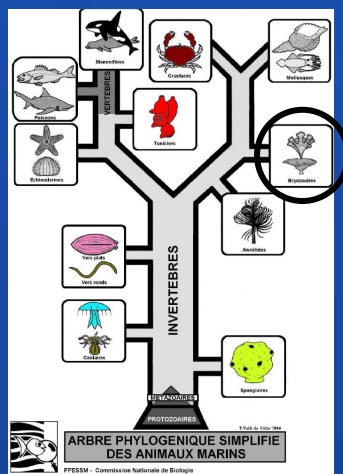 Mammifères
Crustacés
Mollusques
Poissons
VERTEBRES
Tuniciers
Echinodermes
Bryozoaires
Annélides
Vers plats
Vers ronds
INVERTEBRES
Cnidaires
Spongiaires
METAZOAIRES
PROTOZOAIRES
ARBRE PHYLOGENIQUE SIMPLIFIE
DES ANIMAUX MARINS
FFESSM - Commission Nationale de Biologie